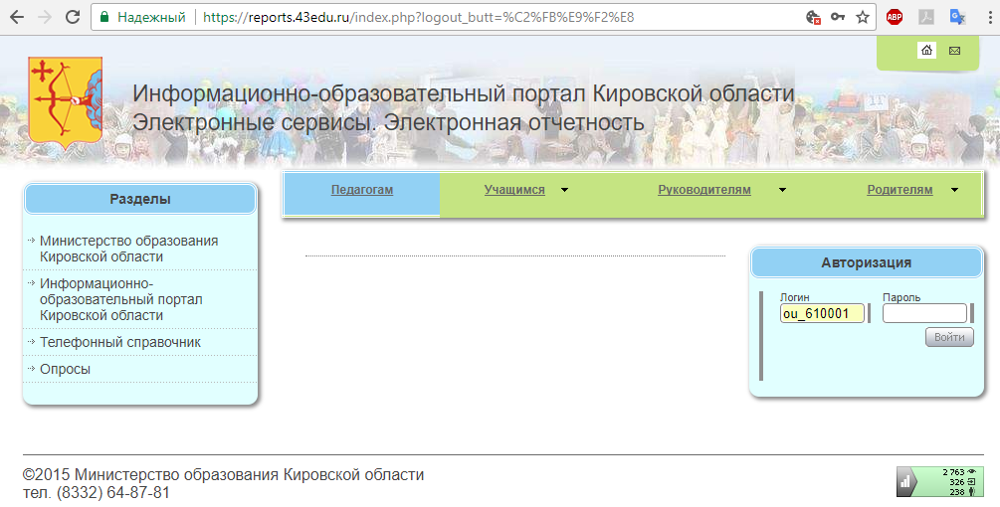 Надежный
https://reports.43edu.ru/index.php?logout_butt=%C2%FB%E9%F2%E8
ABP
Информационно-образовательный портал Кировской области
Электронные сервисы. Электронная отчетность
Разделы
Министерство образования
Кировской области
Информационно-
образовательный портал
Кировской области
Телефонный справочник
Опросы
Педагогам
Учащимся
Руководителям
Родителям
Авторизация
Логин
Пароль
ou_610001
Войти
©2015 Министерство образования Кировской области
тел. (8332) 64-87-81
2 763
326
238